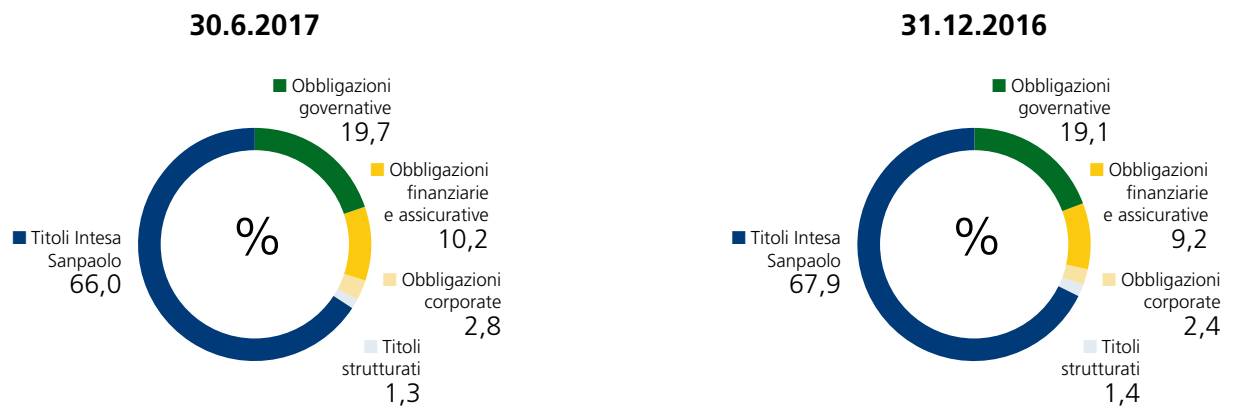 30.6.2017
Obbligazioni
governative
19,7
Obbligazioni
finanziarie
e assicurative
10,2
%
Titoli Intesa
Sanpaolo
66,0
Obbligazioni
corporate
2,8
Titoli
strutturati
1,3
31.12.2016
Obbligazioni
governative
19,1
Obbligazioni
finanziarie
e assicurative
9,2
%
Titoli Intesa
Sanpaolo
67,9
Obbligazioni
corporate
2,4
Titoli
strutturati
1,4